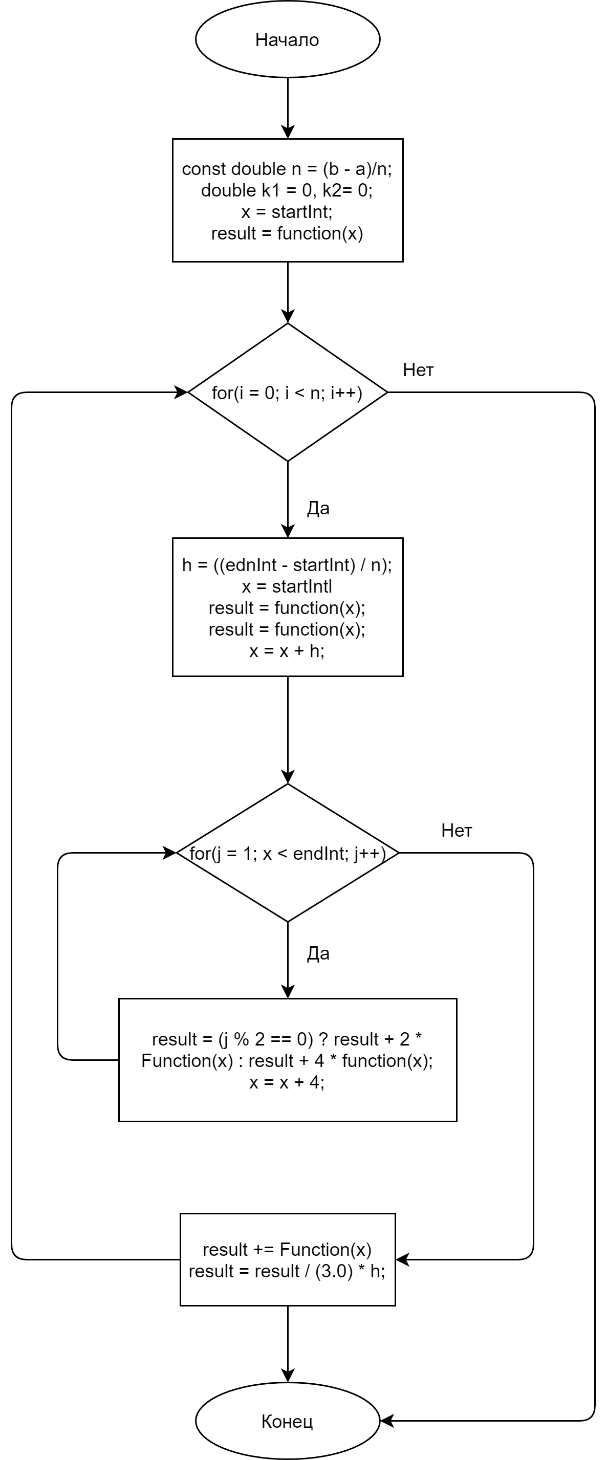 Начало
const double n = (b - a)/n;
double k1 = 0, k2= 0;
x = startInt;
result = function(x)
for(i = 0; i < n; i++)
Нет
Да
h = ((ednInt - startInt) / n);
x = startIntl
result = function(x);
result = function(x);
x = x + h;
for(j = 1; x < endInt; j++)
Нет
Да
result = (j % 2 == 0) ? result + 2 *
Function(x) : result + 4 * function(x);
x = x + 4;
result += Function(x)
result = result / (3.0) * h;
Конец